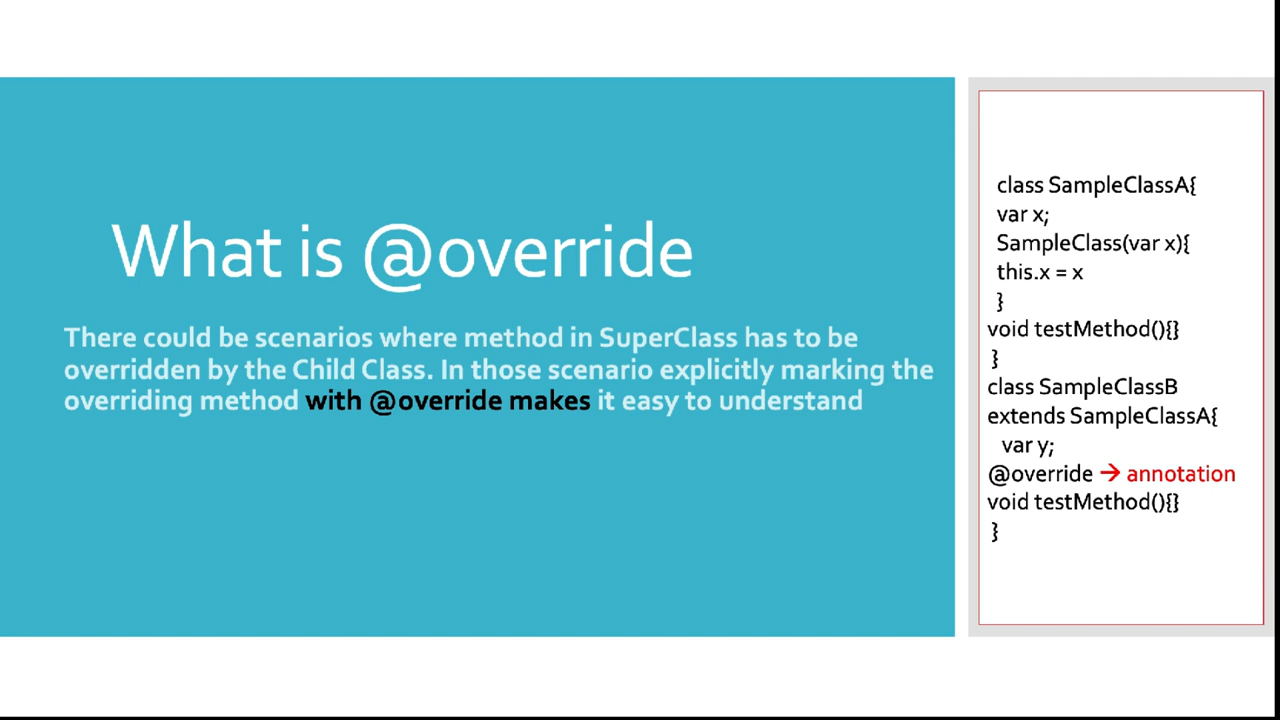 What is @override
There could be scenarios where method in SuperClass has to be
overridden by the Child Class. In those scenario explicitly marking the
overriding method with @override makes it easy to understand
class SampleClassA{
var x;
SampleClass(var x){
this.x = x
}
void testMethod(){}
}
class SampleClassB
extends SampleClassA{
var y;
@override → annotation
void testMethod(){}
}